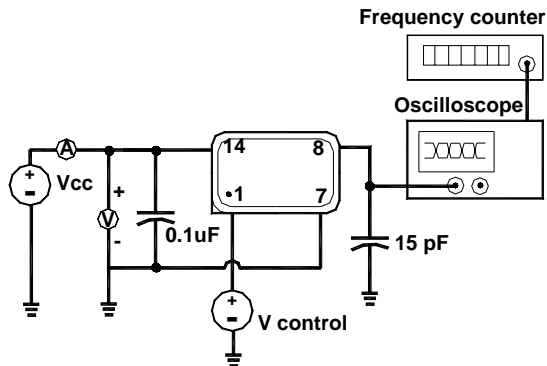 Frequency counter
Oscilloscope
A
14
8
+
-
Vcc
+
V
-
1
7
0.1uF
15 pF
+
-
V control